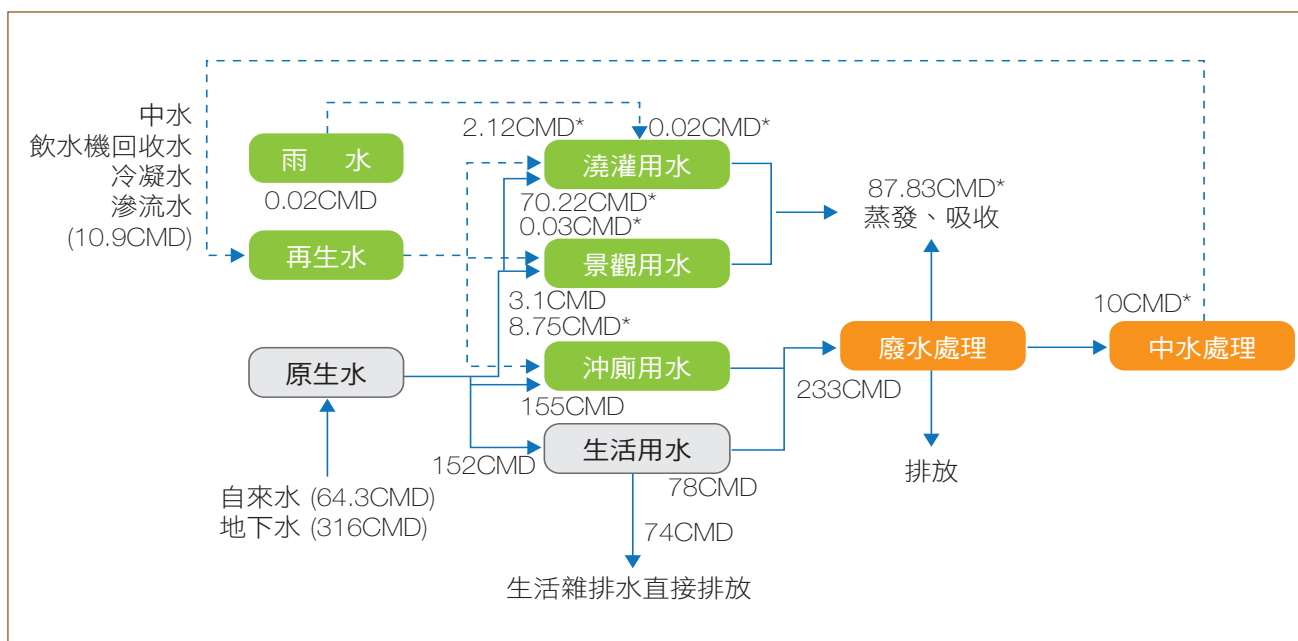 中水
飲水機回收水
冷凝水
滲流水
(10.9CMD)
雨 水
0.02CMD
再生水
原生水
自來水 (64.3CMD)
地下水 (316CMD)
2.12CMD*
0.02CMD*
澆灌用水
70.22CMD*
0.03CMD*
景觀用水
3.1CMD
8.75CMD*
沖廁用水
155CMD
152CMD
生活用水
78CMD
74CMD
生活雜排水直接排放
87.83CMD*
蒸發、吸收
廢水處理
233CMD
排放
10CMD*
中水處理